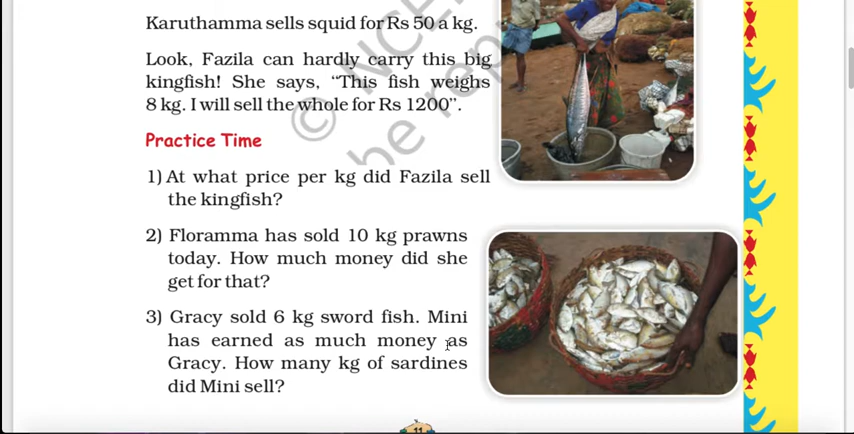 Karuthamma sells squid for Rs 50 a kg.
Look, Fazila can hardly carry this big
kingfish! She says, “This fish weighs
8 kg. I will sell the whole for Rs 1200”.
Practice Time
1) At what price per kg did Fazila sell
the kingfish?
2) Floramma has sold 10 kg prawns
today. How much money did she
get for that?
3) Gracy sold 6 kg sword fish. Mini
has earned as much money as
Gracy. How many kg of sardines
did Mini sell?
© NCE
be rep
11